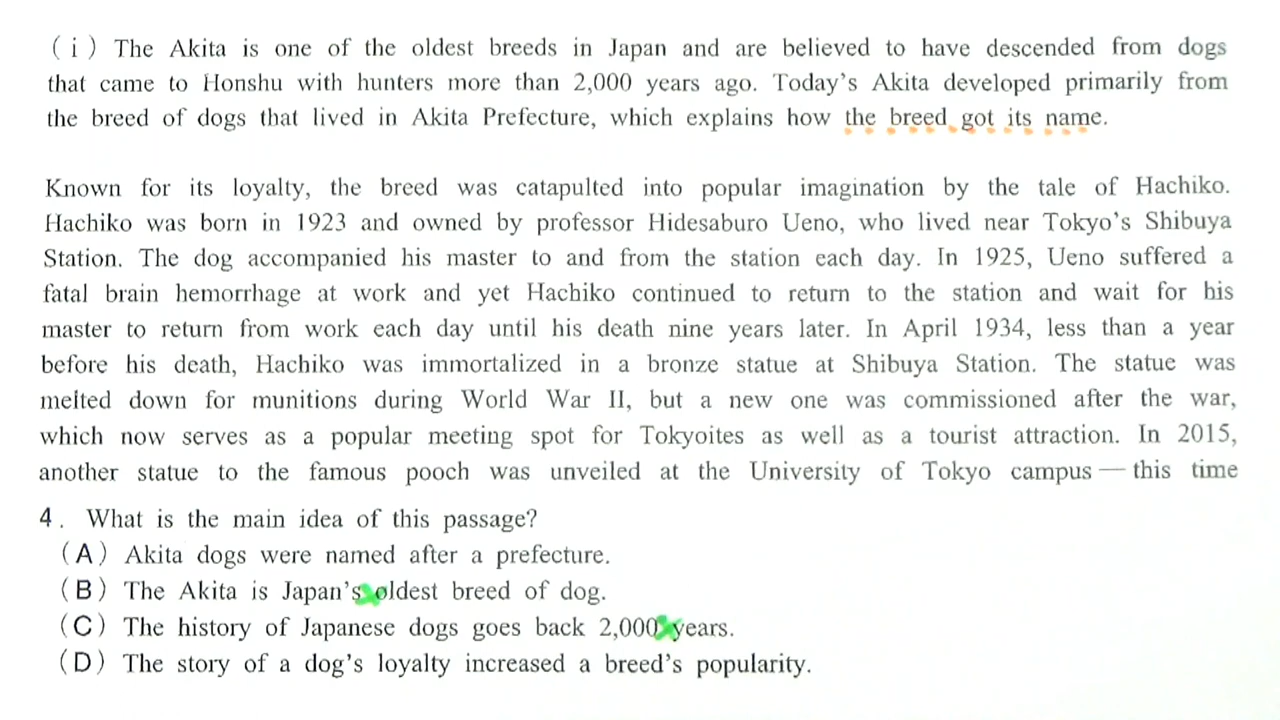 (i) The Akita is one of the oldest breeds in Japan and are believed to have descended from dogs
that came to Honshu with hunters more than 2,000 years ago. Today's Akita developed primarily from
the breed of dogs that lived in Akita Prefecture, which explains how the breed got its name.
Known for its loyalty, the breed was catapulted into popular imagination by the tale of Hachiko.
Hachiko was born in 1923 and owned by professor Hidesaburo Ueno, who lived near Tokyo's Shibuya
Station. The dog accompanied his master to and from the station each day. In 1925, Ueno suffered a
fatal brain hemorrhage at work and yet Hachiko continued to return to the station and wait for his
master to return from work each day until his death nine years later. In April 1934, less than a year
before his death, Hachiko was immortalized in a bronze statue at Shibuya Station. The statue was
melted down for munitions during World War II, but a new one was commissioned after the war,
which now serves as a popular meeting spot for Tokyoites as well as a tourist attraction. In 2015,
another statue to the famous pooch was unveiled at the University of Tokyo campus — this time
4. What is the main idea of this passage?
(A) Akita dogs were named after a prefecture.
(B) The Akita is Japan's oldest breed of dog.
(C) The history of Japanese dogs goes back 2,000 years.
(D) The story of a dog's loyalty increased a breed's popularity.